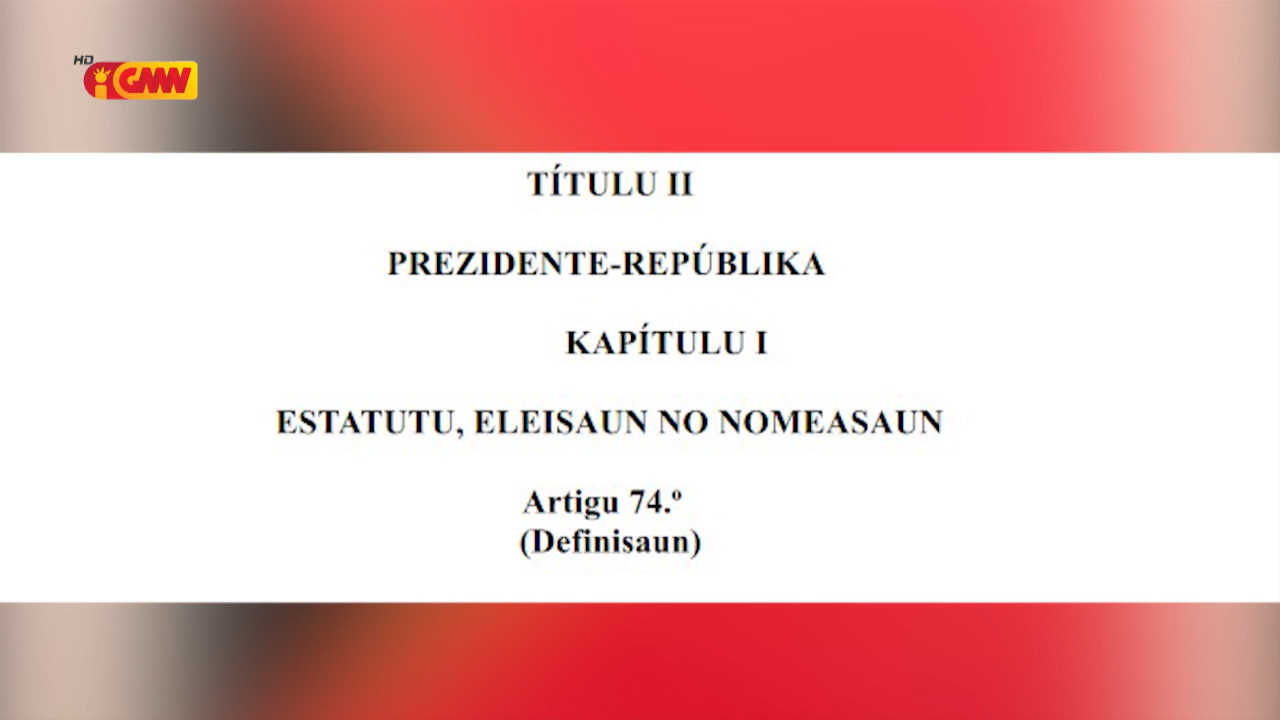 HD
GMN
TÍTULU II
PREZIDENTE-REPÚBLIKA
KAPÍTULU I
ESTATUTU, ELEISAUN NO NOMEASAUN
Artigu 74.º
(Definisaun)